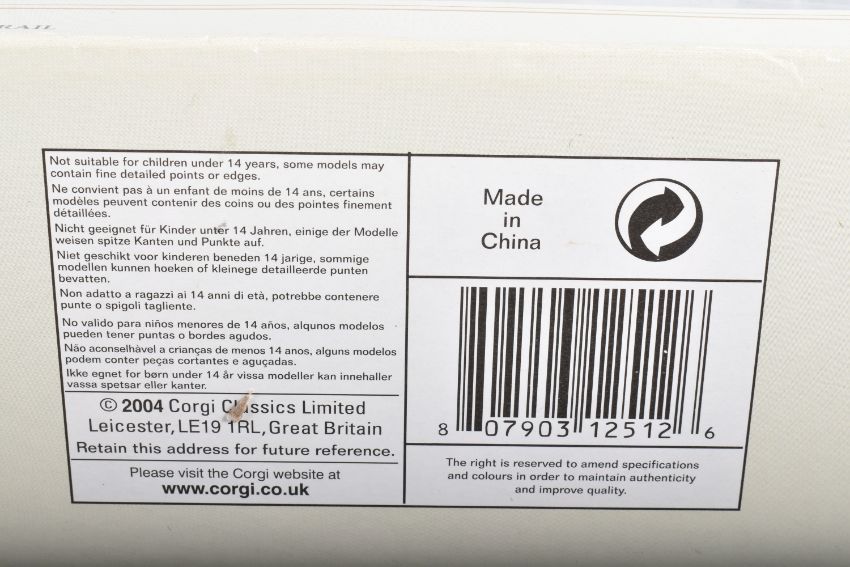 RAIL
Not suitable for children under 14 years, some models may
contain fine detailed points or edges.
Ne convient pas à un enfant de moins de 14 ans, certains
modèles peuvent contenir des coins ou des pointes finement
détaillées.
Nicht geeignet für Kinder unter 14 Jahren, einige der Modelle
weisen spitze Kanten und Punkte auf.
Niet geschikt voor kinderen beneden 14 jarige, sommige
modellen kunnen hoeken of kleinege detailleerde punten
bevatten.
Non adatto a ragazzi ai 14 anni di età, potrebbe contenere
punte o spigoli tagliente.
No valido para niños menores de 14 años, alqunos modelos
pueden tener puntas o bordes agudos.
Não aconselhável a crianças de menos 14 anos, alguns modelos
podem conter peças cortantes e aguçadas.
Ikke egnet for børn under 14 år vissa modeller kan innehaller
vassa spetsar eller kanter.
© 2004 Corgi Classics Limited
Leicester, LE19 1RL, Great Britain
Retain this address for future reference.
Please visit the Corgi website at
www.corgi.co.uk
Made
in
China
8 07903 12512 6
The right is reserved to amend specifications
and colours in order to maintain authenticity
and improve quality.